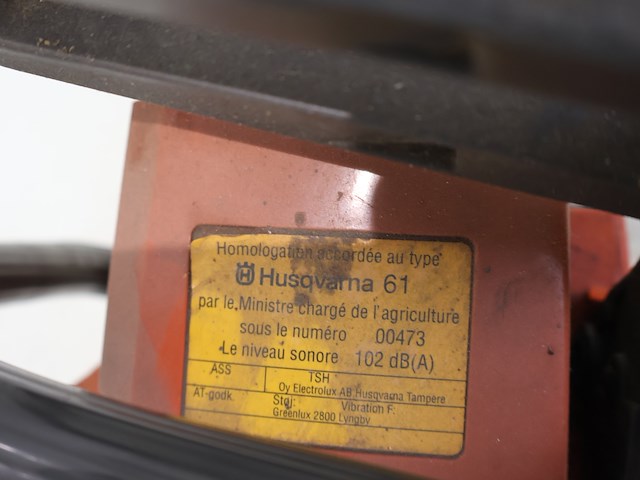 Homologation accordée au type
Husqvarna 61
par le Ministre chargé de l'agriculture
sous le numéro 00473
Le niveau sonore 102 dB(A)
ASS TSH
Oy Electrolux AB Husqvarna Tampere
AT-godk. Støj: Vibration F.
Greenlux 2800 Lyngby